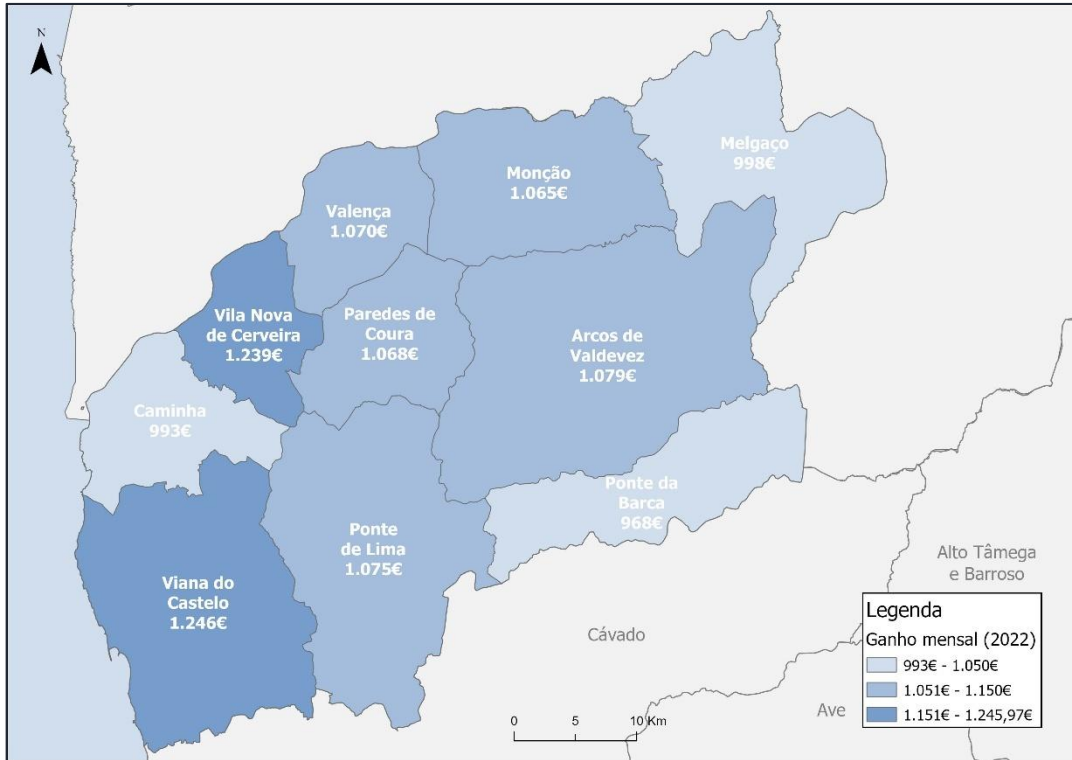 N
Melgaço
998€
Monção
1.065€
Valença
1.070€
Vila Nova
de Cerveira
1.239€
Paredes de
Coura
1.068€
Arcos de
Valdevez
1.079€
Caminha
993€
Ponte da
Barca
968€
Ponte
de Lima
1.075€
Viana do
Castelo
1.246€
Alto Tâmega
e Barroso
Cávado
Ave
Legenda
Ganho mensal (2022)
993€ - 1.050€
1.051€ - 1.150€
1.151€ - 1.245,97€
0 5 10 Km